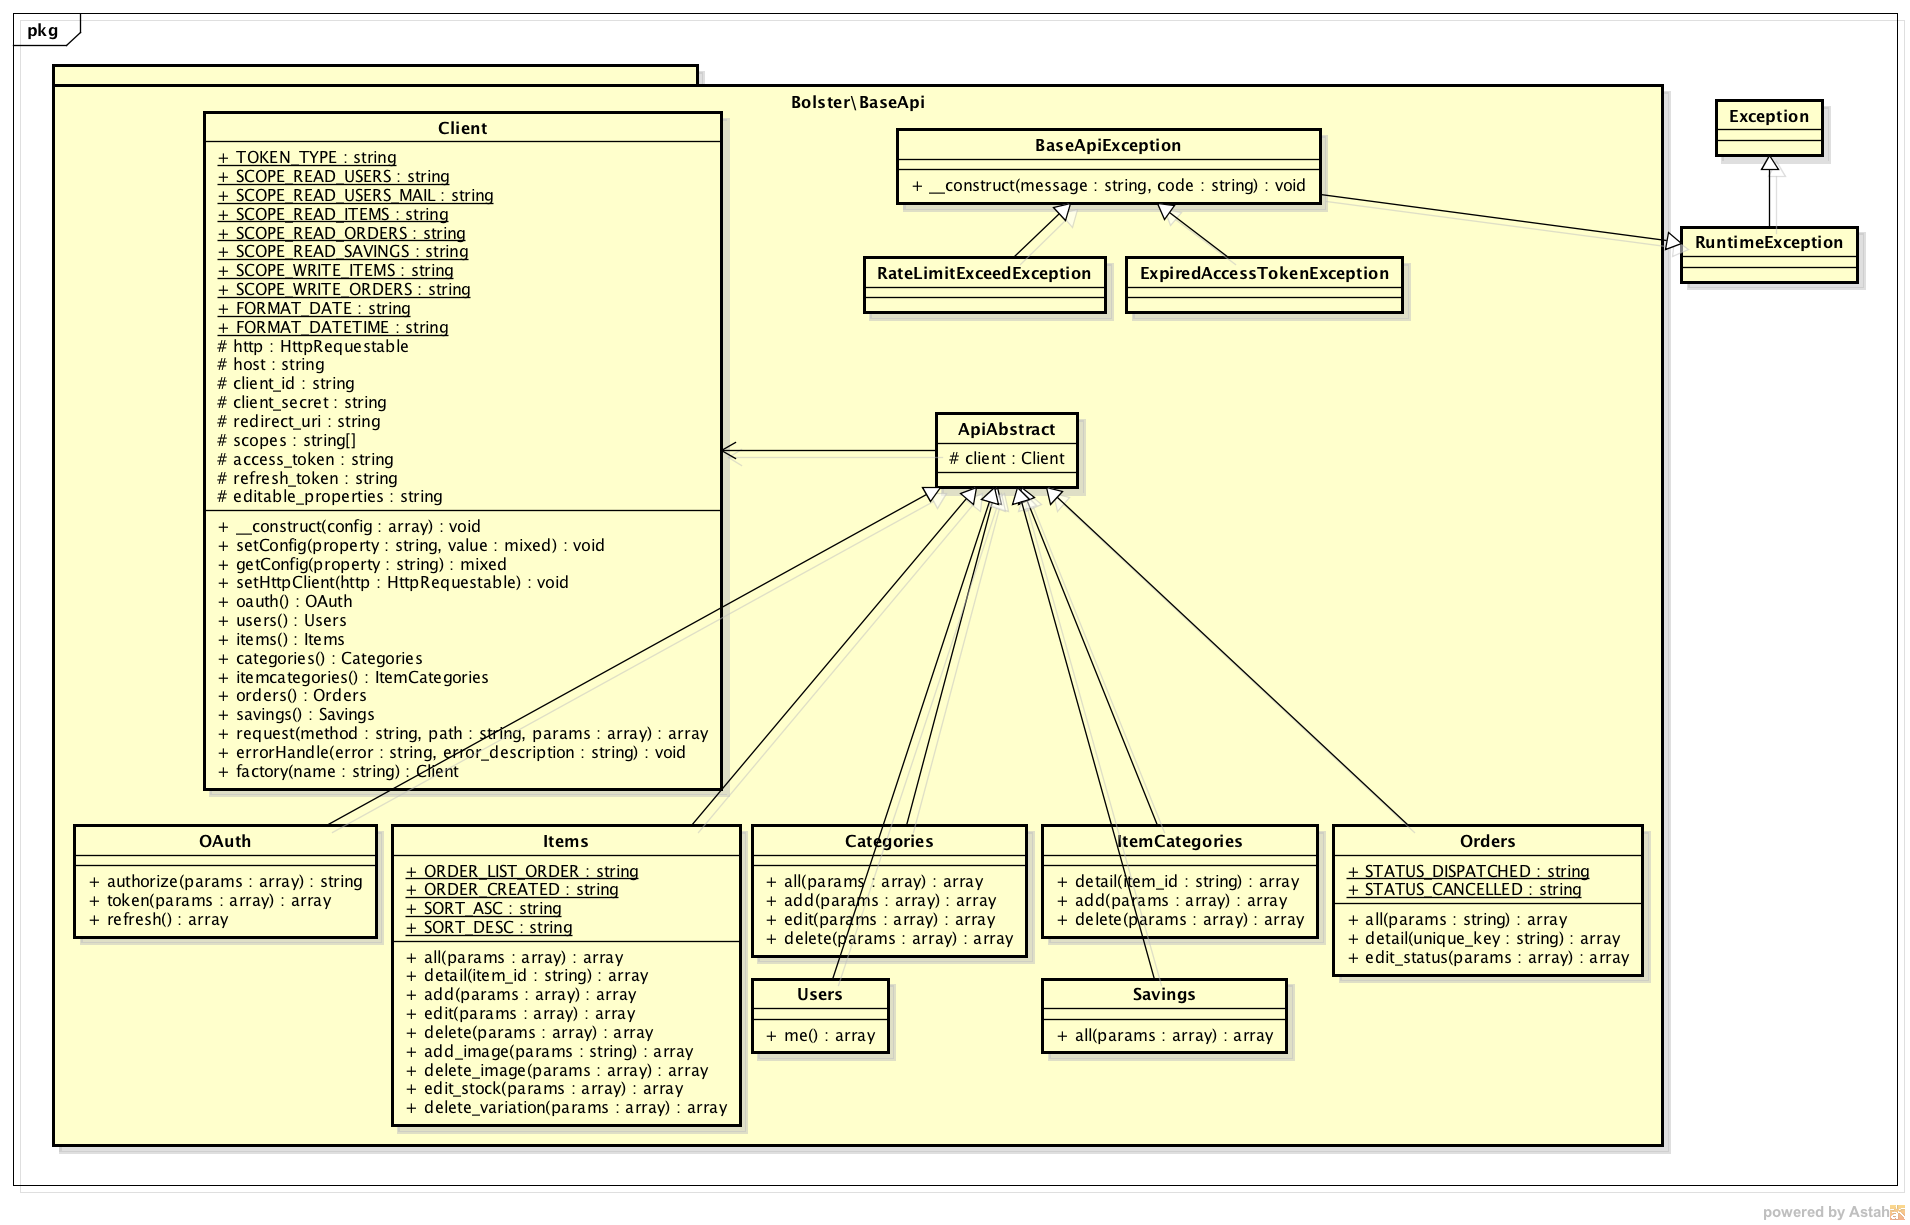 pkg
Bolster\BaseApi
Client
+ TOKEN_TYPE : string
+ SCOPE_READ_USERS : string
+ SCOPE_READ_USERS_MAIL : string
+ SCOPE_READ_ITEMS : string
+ SCOPE_READ_ORDERS : string
+ SCOPE_READ_SAVINGS : string
+ SCOPE_WRITE_ITEMS : string
+ SCOPE_WRITE_ORDERS : string
+ FORMAT_DATE : string
+ FORMAT_DATETIME : string
# http : HttpRequestable
# host : string
# client_id : string
# client_secret : string
# redirect_uri : string
# scopes : string[]
# access_token : string
# refresh_token : string
# editable_properties : string
+ __construct(config : array) : void
+ setConfig(property : string, value : mixed) : void
+ getConfig(property : string) : mixed
+ setHttpClient(http : HttpRequestable) : void
+ oauth() : OAuth
+ users() : Users
+ items() : Items
+ categories() : Categories
+ itemcategories() : ItemCategories
+ orders() : Orders
+ savings() : Savings
+ request(method : string, path : string, params : array) : array
+ errorHandle(error : string, error_description : string) : void
+ factory(name : string) : Client
BaseApiException
+ __construct(message : string, code : string) : void
RateLimitExceedException
ExpiredAccessTokenException
Exception
RuntimeException
ApiAbstract
# client : Client
OAuth
+ authorize(params : array) : string
+ token(params : array) : array
+ refresh() : array
Items
+ ORDER_LIST_ORDER : string
+ ORDER_CREATED : string
+ SORT_ASC : string
+ SORT_DESC : string
+ all(params : array) : array
+ detail(item_id : string) : array
+ add(params : array) : array
+ edit(params : array) : array
+ delete(params : array) : array
+ add_image(params : string) : array
+ delete_image(params : array) : array
+ edit_stock(params : array) : array
+ delete_variation(params : array) : array
Categories
+ all(params : array) : array
+ add(params : array) : array
+ edit(params : array) : array
+ delete(params : array) : array
Users
+ me() : array
ItemCategories
+ detail(item_id : string) : array
+ add(params : array) : array
+ delete(params : array) : array
Savings
+ all(params : array) : array
Orders
+ STATUS_DISPATCHED : string
+ STATUS_CANCELLED : string
+ all(params : string) : array
+ detail(unique_key : string) : array
+ edit_status(params : array) : array
powered by Astah